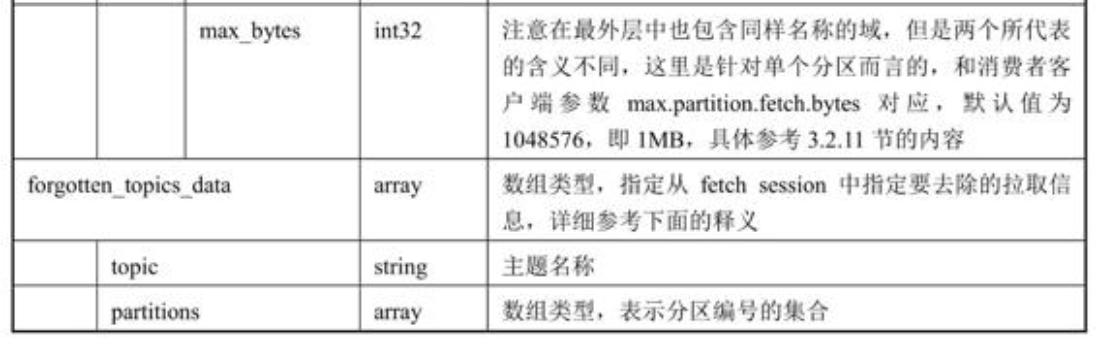 max_bytes int32 注意在最外层中也包含同样名称的域，但是两个所代表
的含义不同，这里是针对单个分区而言的，和消费者客
户端参数 max.partition.fetch.bytes 对应，默认值为
1048576，即 1MB，具体参考 3.2.11 节的内容
forgotten_topics_data array 数组类型，指定从 fetch session 中指定要去除的拉取信
息，详细参考下面的释义
topic string 主题名称
partitions array 数组类型，表示分区编号的集合